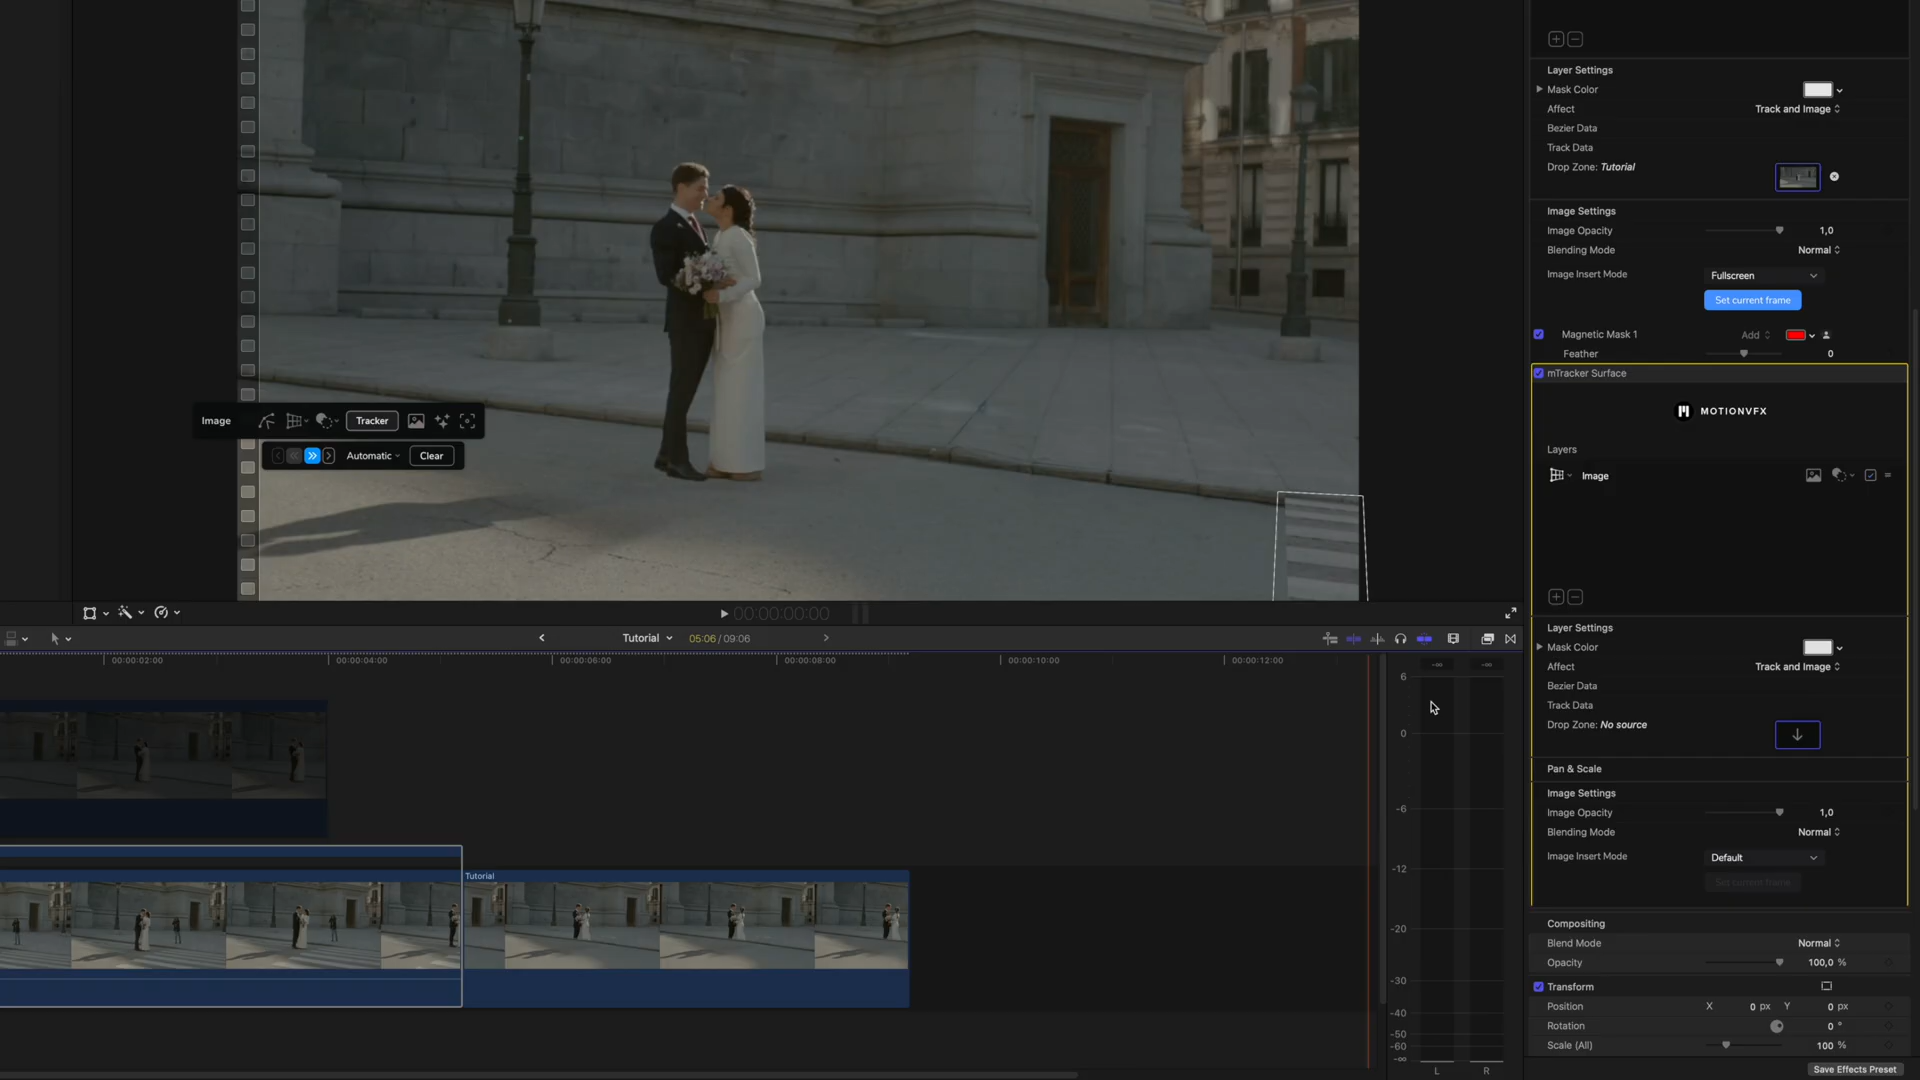 Layer Settings
Mask Color
Affect Track and Image
Bezier Data
Track Data
Drop Zone: Tutorial
Image Settings
Image Opacity 1,0
Blending Mode Normal
Image Insert Mode Fullscreen
Set current frame
Magnetic Mask 1 Add
Feather 0
mTracker Surface
MOTIONVFX
Layers
Image
Layer Settings
Mask Color
Affect Track and Image
Bezier Data
Track Data
Drop Zone: No source
Pan & Scale
Image Settings
Image Opacity 1,0
Blending Mode Normal
Image Insert Mode Default
Set current frame
Compositing
Blend Mode Normal
Opacity 100,0 %
Transform
Position X 0 px Y 0 px
Rotation 0 °
Scale (All) 100 %
Save Effects Preset
Image Tracker
Automatic Clear
00:00:00:00
Tutorial 05:06 / 09:06
00:00:02:00 00:00:04:00 00:00:06:00 00:00:08:00 00:00:10:00 00:00:12:00
Tutorial
-∞ -∞
6
0
-6
-12
-20
-30
-40
-50
-60
-∞
L R